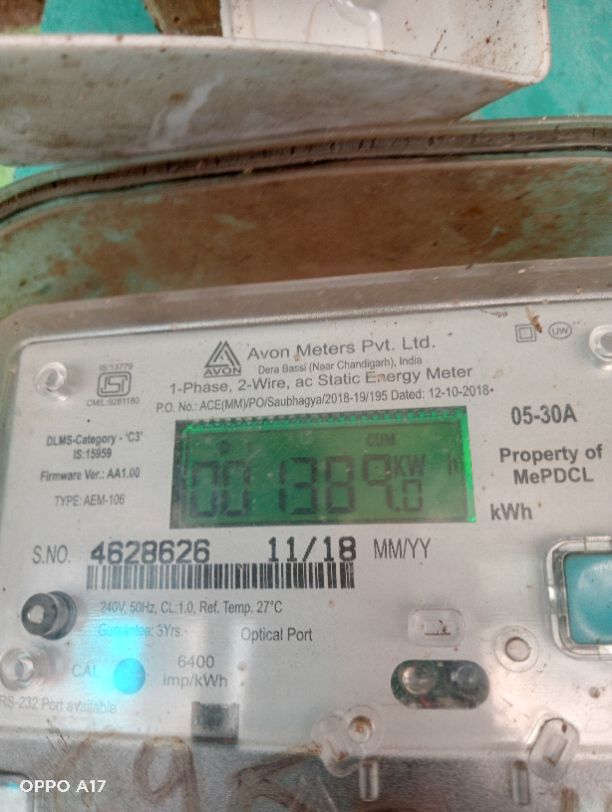 AVON
Avon Meters Pvt. Ltd.
Dera Bassi (Near Chandigarh), India
1-Phase, 2-Wire, ac Static Energy Meter
P.O. No.: ACE(MM)/PO/Saubhagya/2018-19/195 Dated: 12-10-2018
IS:13779
CM/L:9281160
UW
DLMS-Category - 'C3'
IS:15959
Firmware Ver.: AA1.00
TYPE: AEM-106
CUM
001389.0 KW h
05-30A
Property of
MePDCL
kWh
S.NO. 4628626 11/18 MM/YY
240V, 50Hz, CL:1.0, Ref. Temp. 27°C
Guarantee: 3Yrs.
Optical Port
CAL
6400
imp/kWh
RS-232 Port available
OPPO A17